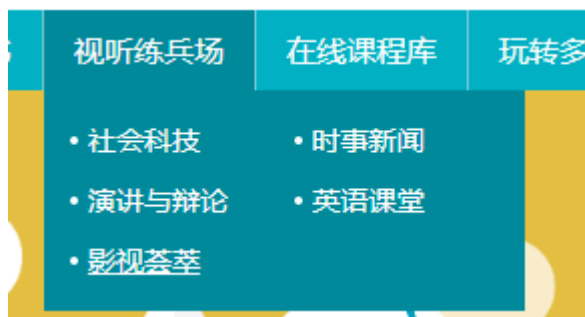 视听练兵场 在线课程库 玩转多
• 社会科技 • 时事新闻
• 演讲与辩论 • 英语课堂
• 影视荟萃